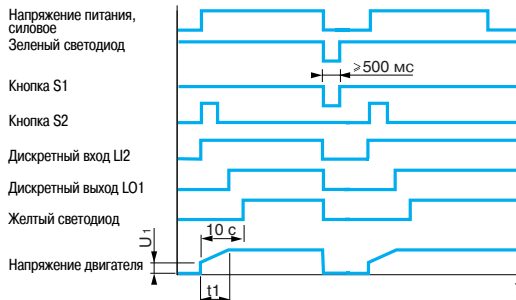 Напряжение питания,
силовое
Зеленый светодиод
≥500 мс
Кнопка S1
Кнопка S2
Дискретный вход LI2
Дискретный выход LO1
Желтый светодиод
10 с
U1
Напряжение двигателя
t1